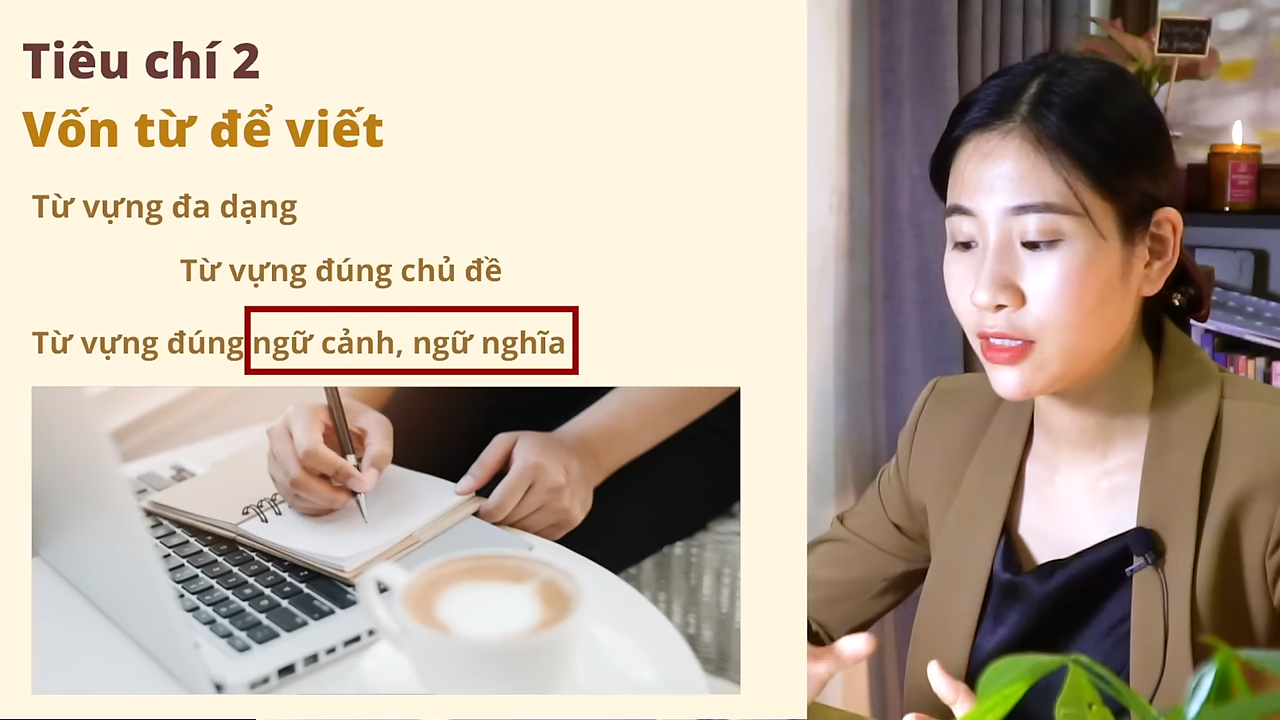 Tiêu chí 2
Vốn từ để viết
Từ vựng đa dạng
Từ vựng đúng chủ đề
Từ vựng đúng ngữ cảnh, ngữ nghĩa